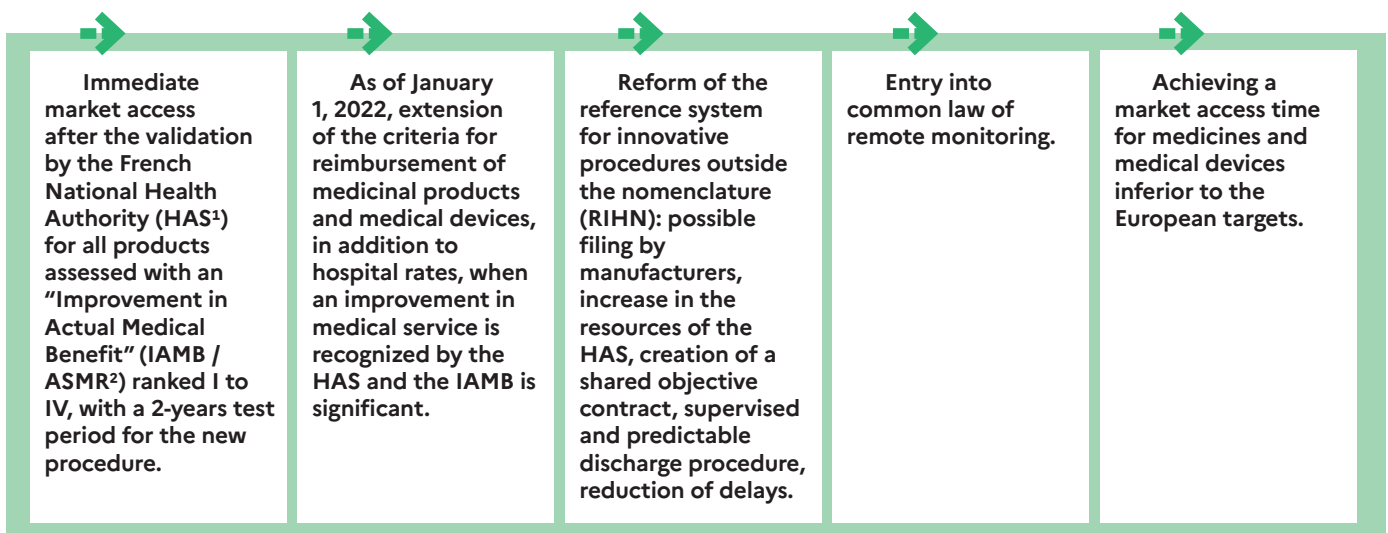 Immediate
market access
after the validation
by the French
National Health
Authority (HAS¹)
for all products
assessed with an
“Improvement in
Actual Medical
Benefit” (IAMB /
ASMR²) ranked I to
IV, with a 2-years test
period for the new
procedure.
As of January
1, 2022, extension
of the criteria for
reimbursement of
medicinal products
and medical devices,
in addition to
hospital rates, when
an improvement in
medical service is
recognized by the
HAS and the IAMB is
significant.
Reform of the
reference system
for innovative
procedures outside
the nomenclature
(RIHN): possible
filing by
manufacturers,
increase in the
resources of the
HAS, creation of a
shared objective
contract, supervised
and predictable
discharge procedure,
reduction of delays.
Entry into
common law of
remote monitoring.
Achieving a
market access time
for medicines and
medical devices
inferior to the
European targets.